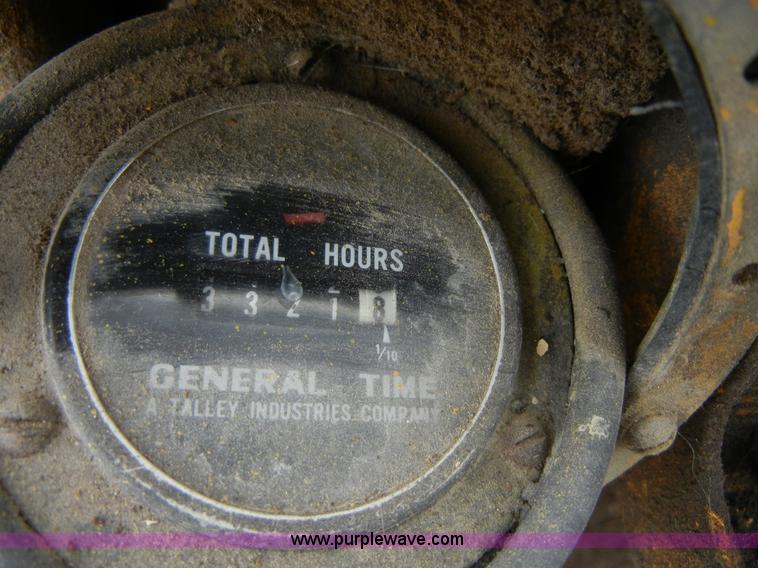 TOTAL HOURS
3 3 2 1 8
1/10
GENERAL TIME
A TALLEY INDUSTRIES COMPANY
www.purplewave.com